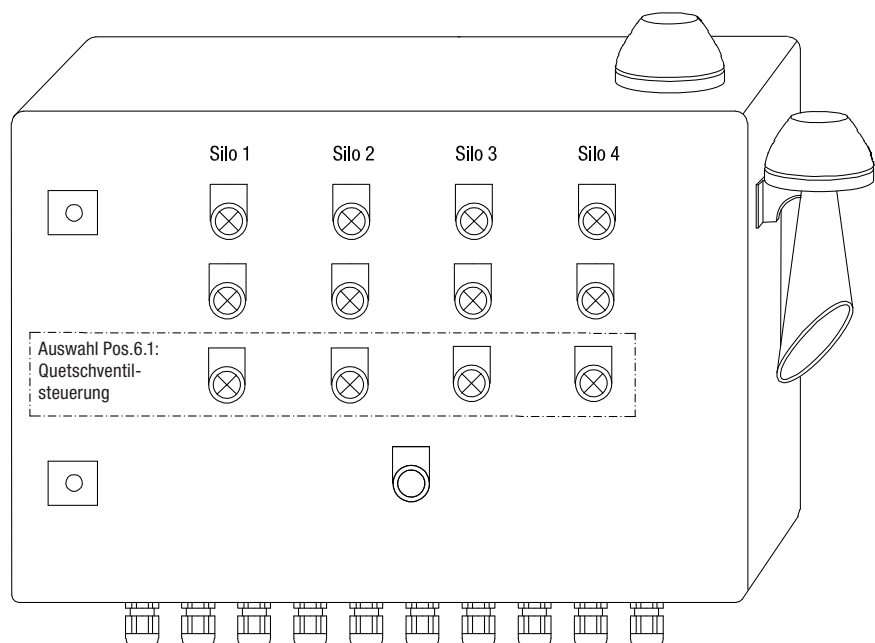 Silo 1 Silo 2 Silo 3 Silo 4
Auswahl Pos.6.1:
Quetschventil-
steuerung